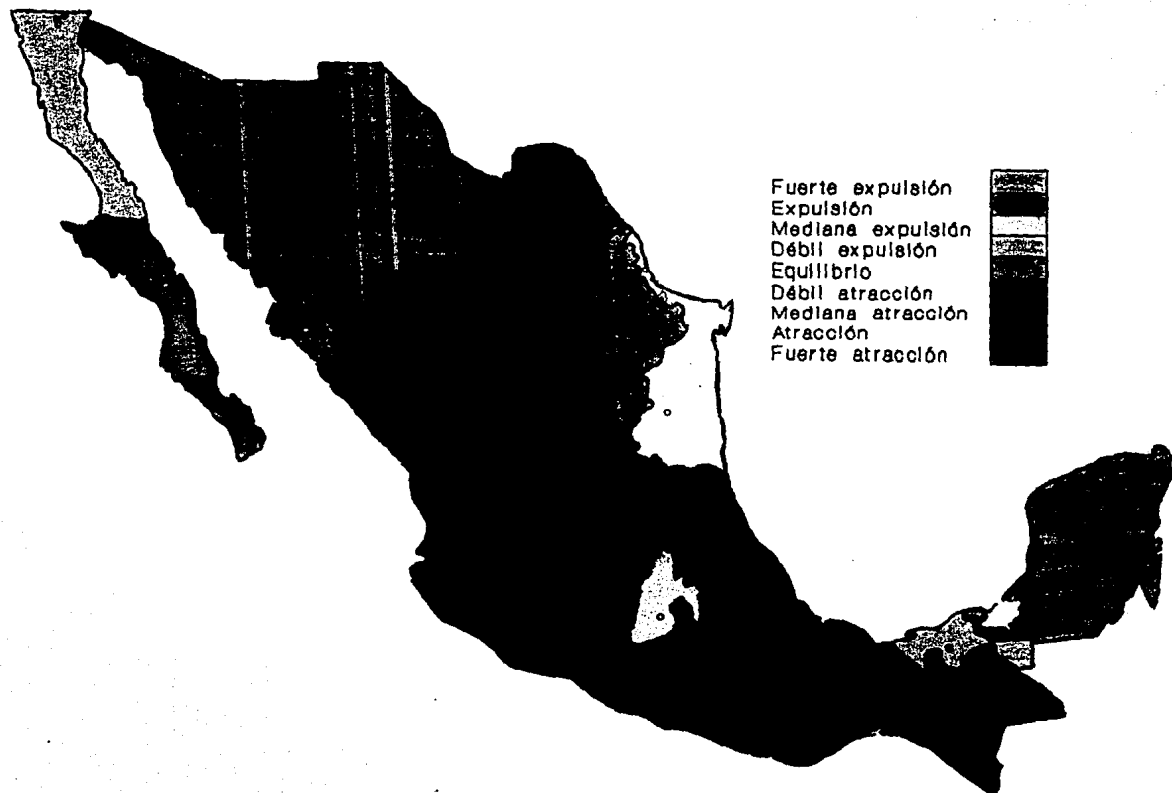 Fuerte expulsión
Expulsión
Mediana expulsión
Débil expulsión
Equilibrio
Débil atracción
Mediana atracción
Atracción
Fuerte atracción